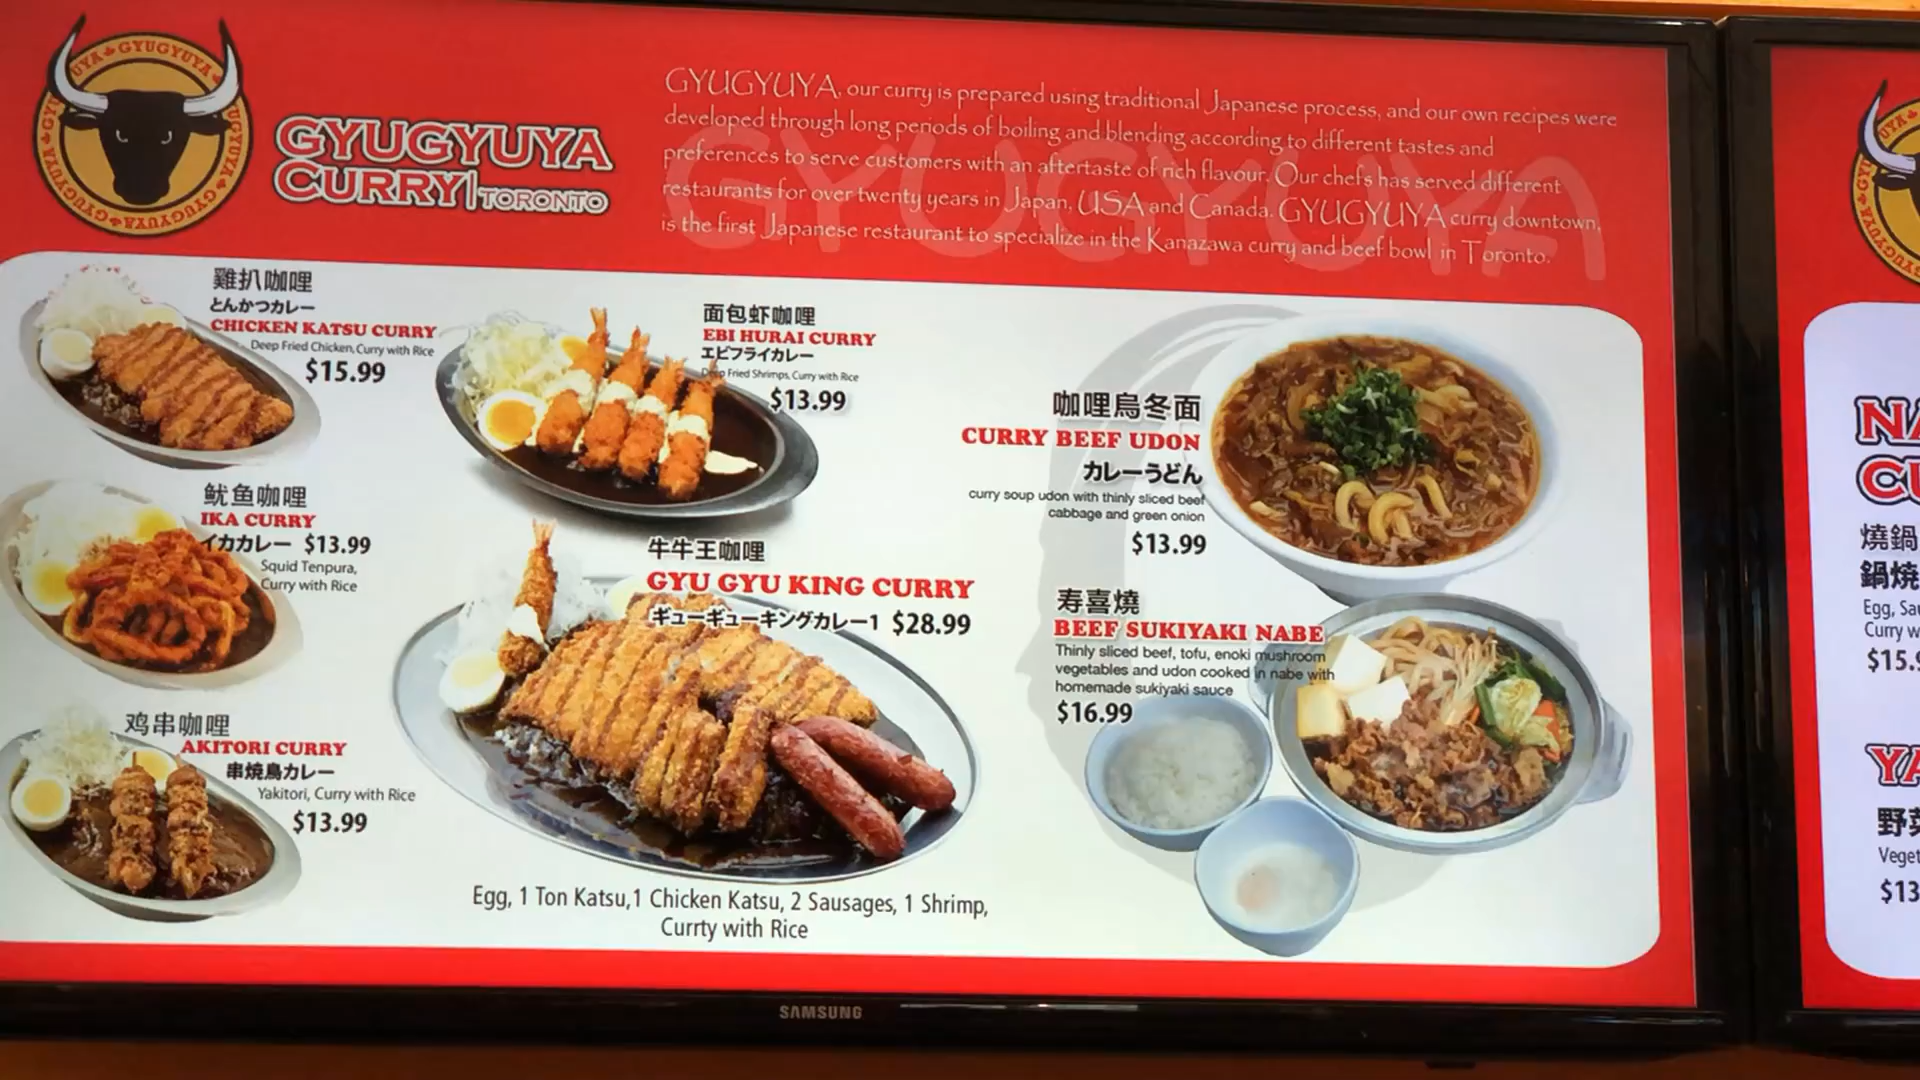 GYUGYUYA
CURRY | TORONTO
GYUGYUYA, our curry is prepared using traditional Japanese process, and our own recipes were
developed through long periods of boiling and blending according to different tastes and
preferences to serve customers with an aftertaste of rich flavour. Our chefs has served different
restaurants for over twenty years in Japan, USA and Canada. GYUGYUYA curry downtown,
is the first Japanese restaurant to specialize in the Kanazawa curry and beef bowl in Toronto.
GYUGYUYA
雞扒咖哩
とんかつカレー
CHICKEN KATSU CURRY
Deep Fried Chicken, Curry with Rice
$15.99
鱿鱼咖哩
IKA CURRY
イカカレー $13.99
Squid Tenpura,
Curry with Rice
鸡串咖哩
AKITORI CURRY
串焼鳥カレー
Yakitori, Curry with Rice
$13.99
面包虾咖哩
EBI HURAI CURRY
エビフライカレー
Deep Fried Shrimps, Curry with Rice
$13.99
牛牛王咖哩
GYU GYU KING CURRY
ギューギューキングカレー1 $28.99
Egg, 1 Ton Katsu,1 Chicken Katsu, 2 Sausages, 1 Shrimp,
Currty with Rice
咖哩烏冬面
CURRY BEEF UDON
カレーうどん
curry soup udon with thinly sliced beef
cabbage and green onion
$13.99
寿喜燒
BEEF SUKIYAKI NABE
Thinly sliced beef, tofu, enoki mushroom
vegetables and udon cooked in nabe with
homemade sukiyaki sauce
$16.99
SAMSUNG
燒鍋
鍋焼
Egg,
Curry